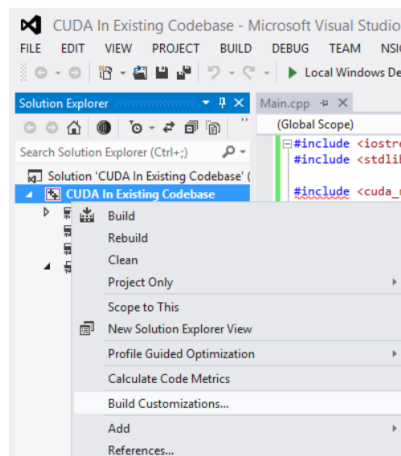 CUDA In Existing Codebase - Microsoft Visual Studio
FILE EDIT VIEW PROJECT BUILD DEBUG TEAM NSI
Local Windows De
Solution Explorer
Main.cpp
(Global Scope)
Search Solution Explorer (Ctrl+;)
#include <iostre
#include <stdlib
Solution 'CUDA In Existing Codebase' (
CUDA In Existing Codebase
#include <cuda_
Build
Rebuild
Clean
Project Only
Scope to This
New Solution Explorer View
Profile Guided Optimization
Calculate Code Metrics
Build Customizations...
Add
References...